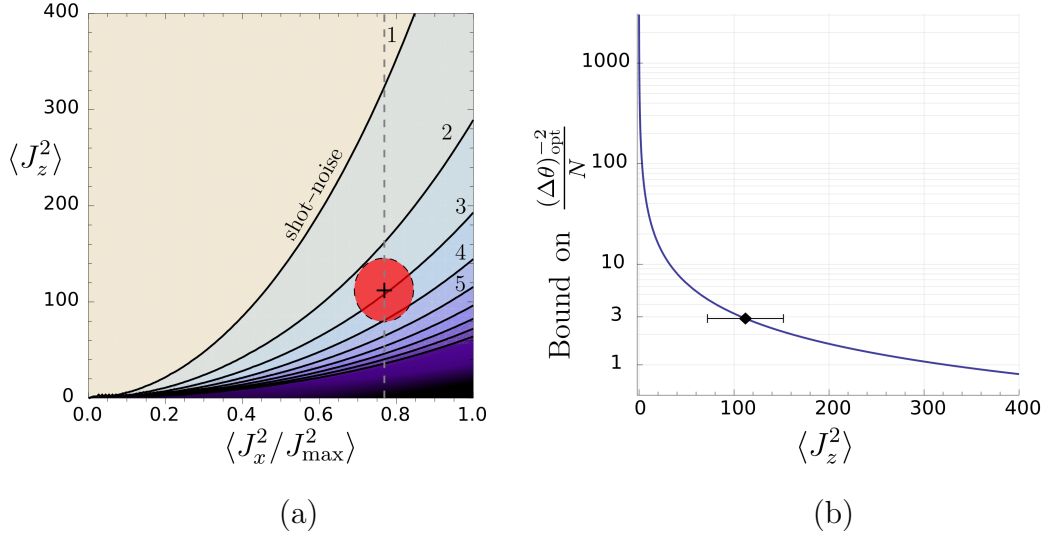 400
300
200
100
0
⟨J_z^2⟩
0.0 0.2 0.4 0.6 0.8 1.0
⟨J_x^2/J_max^2⟩
shot–noise
1
2
3
4
5
(a)
1000
100
10
3
1
Bound on (Δθ)_opt^−2 / N
0 100 200 300 400
⟨J_z^2⟩
(b)